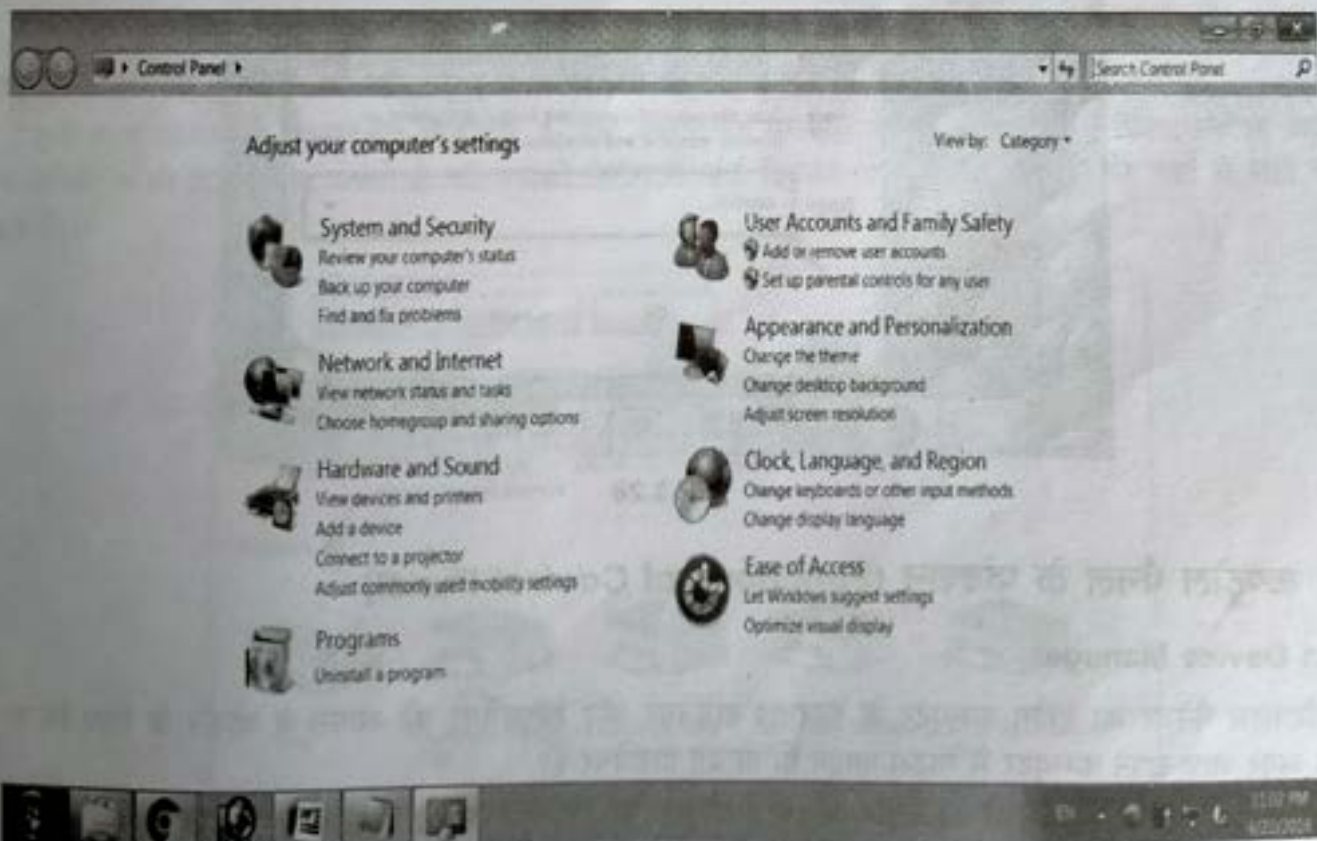 Control Panel
Search Control Panel
Adjust your computer's settings
View by: Category
System and Security
Review your computer's status
Back up your computer
Find and fix problems
Network and Internet
View network status and tasks
Choose homegroup and sharing options
Hardware and Sound
View devices and printers
Add a device
Connect to a projector
Adjust commonly used mobility settings
Programs
Uninstall a program
User Accounts and Family Safety
Add or remove user accounts
Set up parental controls for any user
Appearance and Personalization
Change the theme
Change desktop background
Adjust screen resolution
Clock, Language, and Region
Change keyboards or other input methods
Change display language
Ease of Access
Let Windows suggest settings
Optimize visual display
EN
11:02 PM